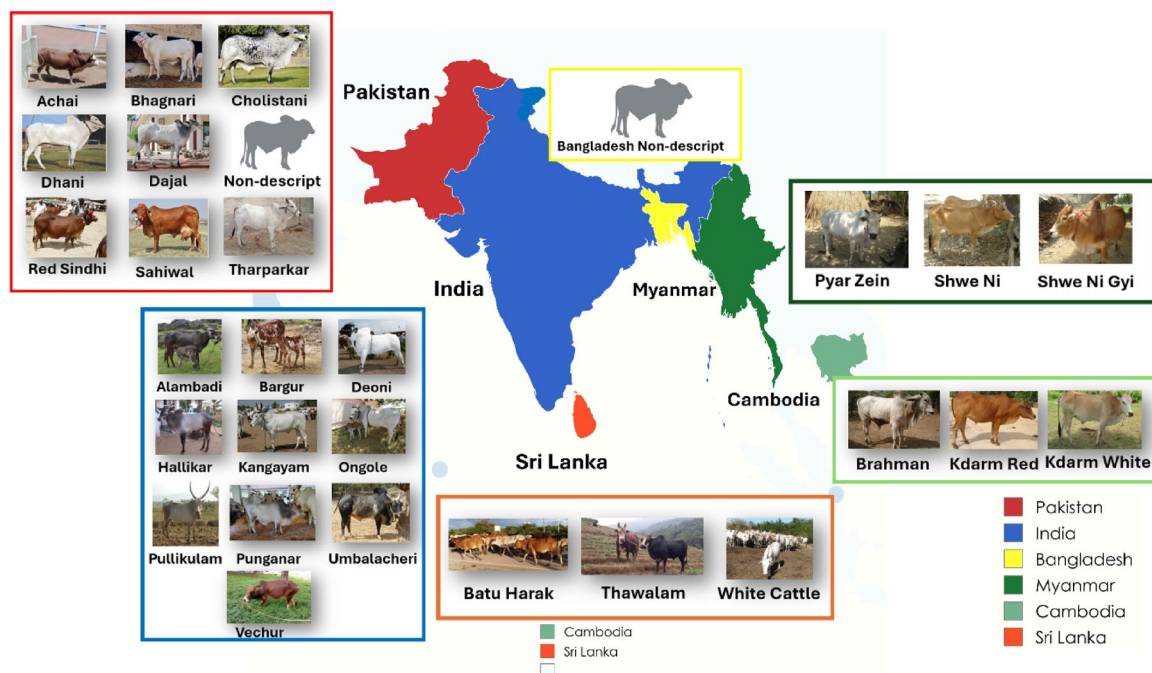 Achai
Bhagnari
Cholistani
Dhani
Dajal
Non-descript
Red Sindhi
Sahiwal
Tharparkar
Pakistan
Bangladesh Non-descript
India
Myanmar
Pyar Zein
Shwe Ni
Shwe Ni Gyi
Cambodia
Sri Lanka
Alambadi
Bargur
Deoni
Hallikar
Kangayam
Ongole
Pullikulam
Punganar
Umbalacheri
Vechur
Brahman
Kdarm Red
Kdarm White
Batu Harak
Thawalam
White Cattle
Pakistan
India
Bangladesh
Myanmar
Cambodia
Sri Lanka
Cambodia
Sri Lanka